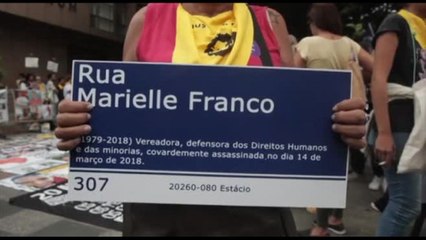 Rua
Marielle Franco
(1979-2018) Vereadora, defensora dos Direitos Humanos
e das minorias, covardemente assassinada no dia 14 de
março de 2018.
307
20260-080 Estácio